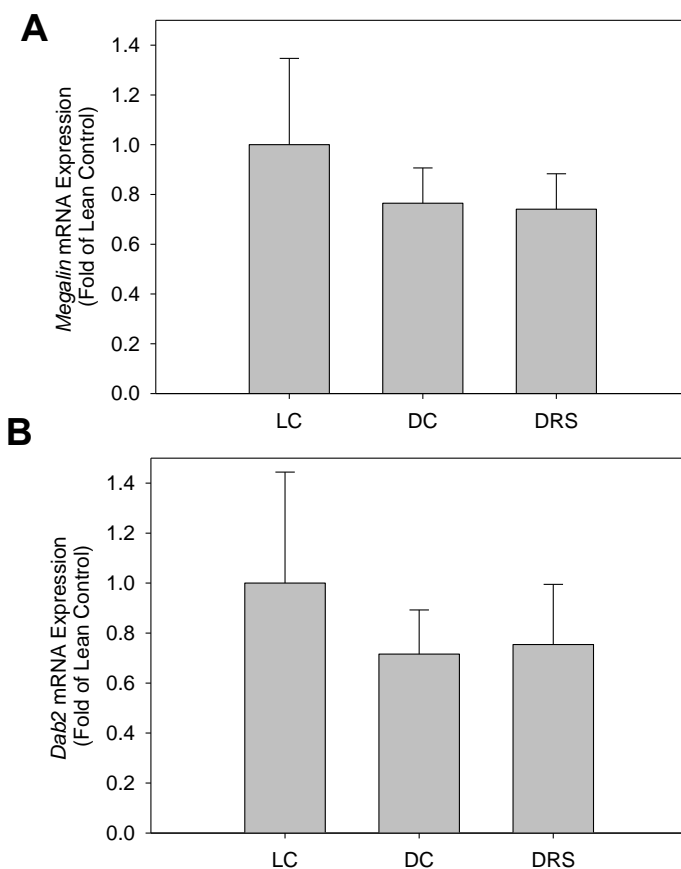 A
Megalin mRNA Expression
(Fold of Lean Control)
1.4
1.2
1.0
0.8
0.6
0.4
0.2
0.0
LC DC DRS
B
Dab2 mRNA Expression
(Fold of Lean Control)
1.4
1.2
1.0
0.8
0.6
0.4
0.2
0.0
LC DC DRS